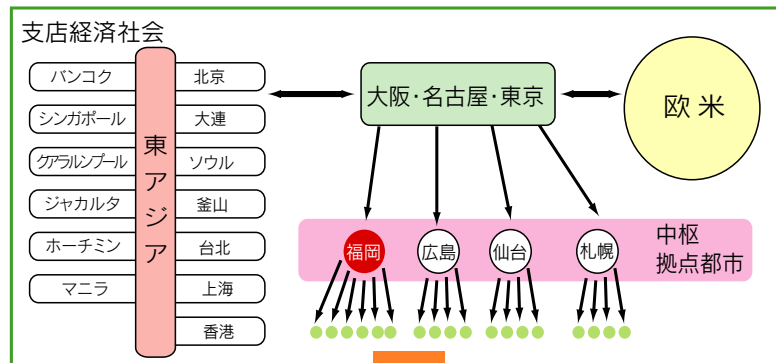 支店経済社会
バンコク
シンガポール
クアラルンプール
ジャカルタ
ホーチミン
マニラ
東アジア
北京
大連
ソウル
釜山
台北
上海
香港
大阪・名古屋・東京
欧米
福岡
広島
仙台
札幌
中枢
拠点都市